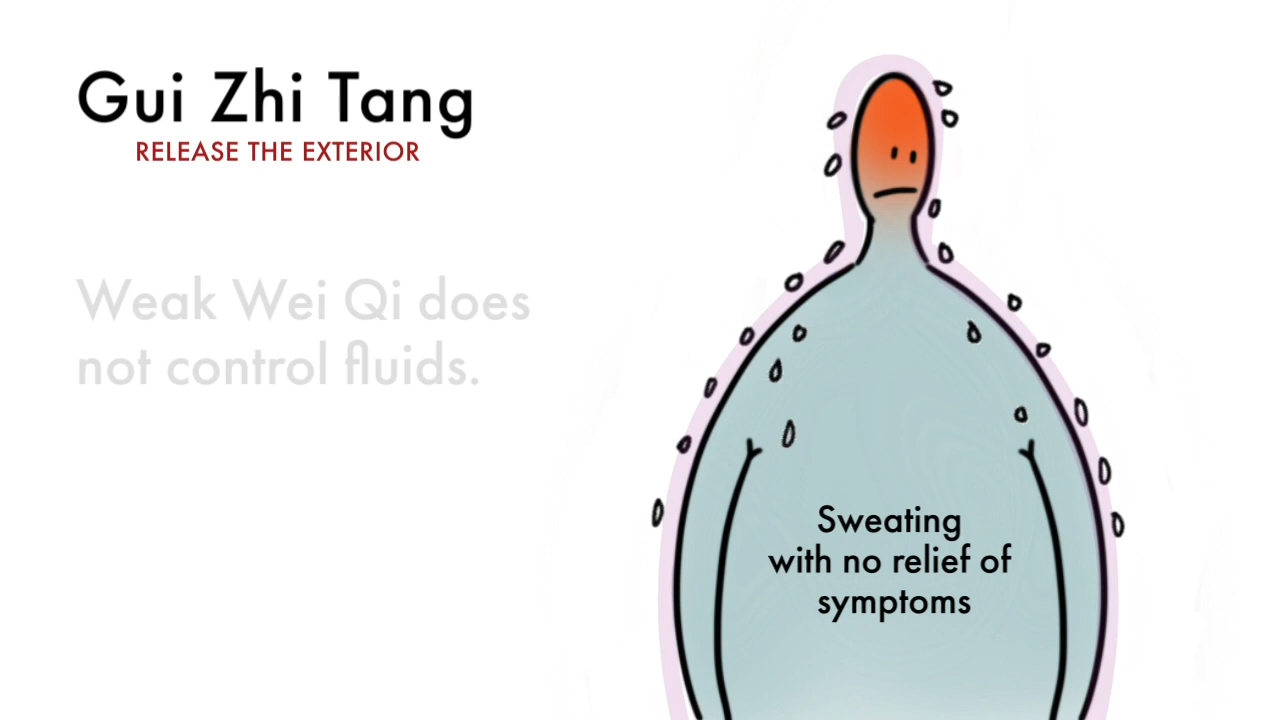 Gui Zhi Tang
RELEASE THE EXTERIOR
Weak Wei Qi does
not control fluids.
Sweating
with no relief of
symptoms